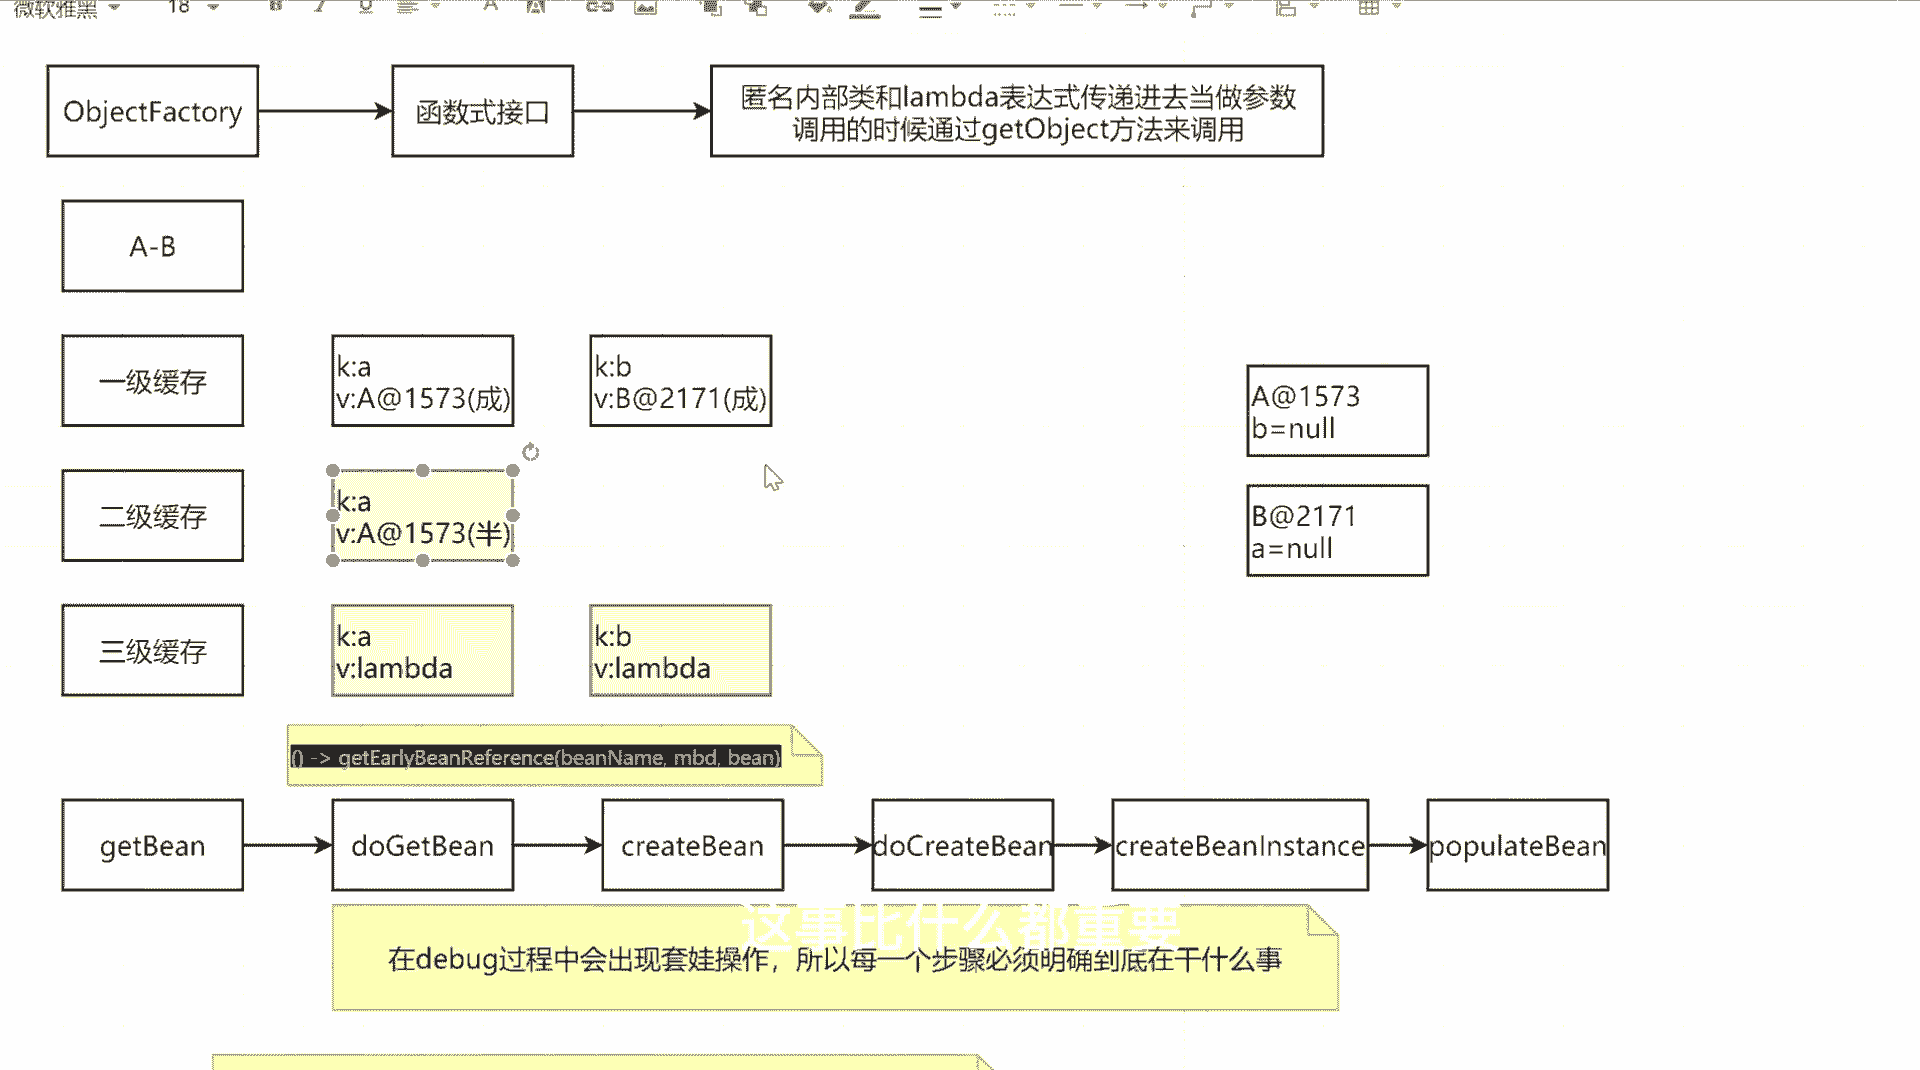 微软雅黑 18
ObjectFactory
函数式接口
匿名内部类和lambda表达式传递进去当做参数
调用的时候通过getObject方法来调用
A-B
一级缓存
k:a
v:A@1573(成)
k:b
v:B@2171(成)
A@1573
b=null
二级缓存
k:a
v:A@1573(半)
B@2171
a=null
三级缓存
k:a
v:lambda
k:b
v:lambda
() -> getEarlyBeanReference(beanName, mbd, bean)
getBean
doGetBean
createBean
doCreateBean
createBeanInstance
populateBean
这事比什么都重要
在debug过程中会出现套娃操作，所以每一个步骤必须明确到底在干什么事